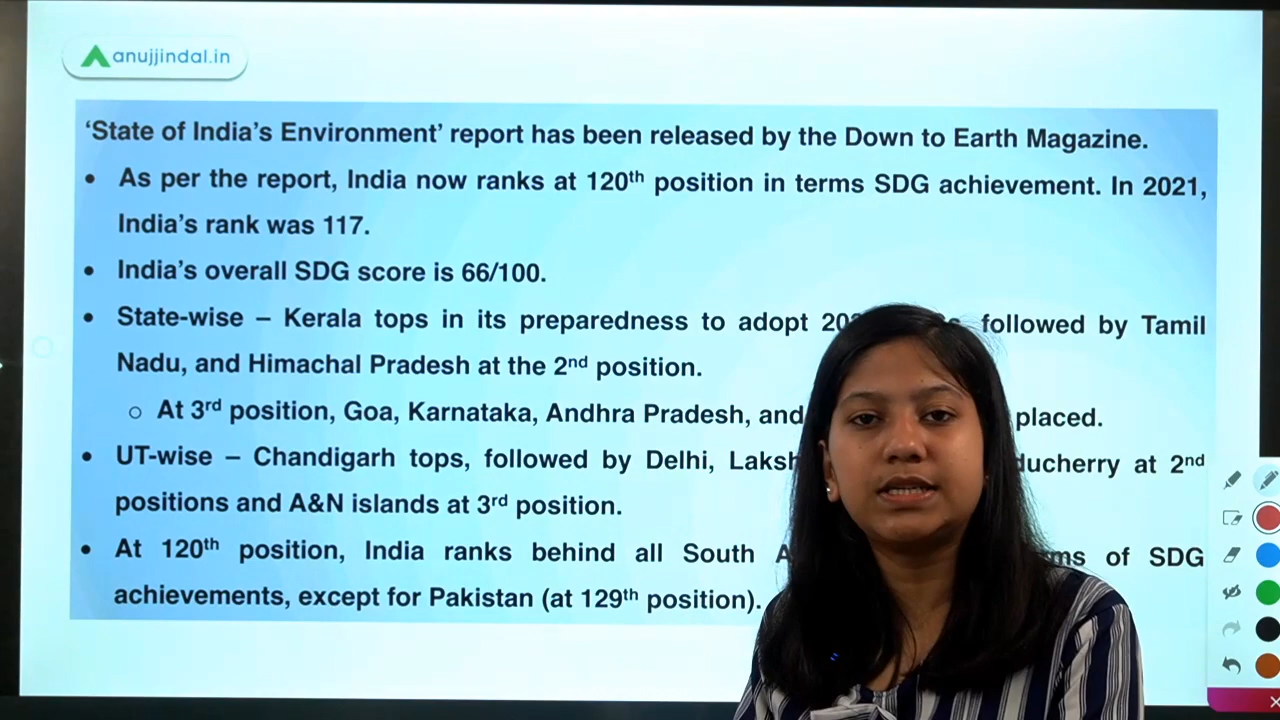 anujjindal.in
‘State of India’s Environment’ report has been released by the Down to Earth Magazine.
• As per the report, India now ranks at 120th position in terms SDG achievement. In 2021,
India’s rank was 117.
• India’s overall SDG score is 66/100.
• State-wise – Kerala tops in its preparedness to adopt followed by Tamil
Nadu, and Himachal Pradesh at the 2nd position.
○ At 3rd position, Goa, Karnataka, Andhra Pradesh, and placed.
• UT-wise – Chandigarh tops, followed by Delhi, at 2nd
positions and A&N islands at 3rd position.
• At 120th position, India ranks behind all South of SDG
achievements, except for Pakistan (at 129th position).